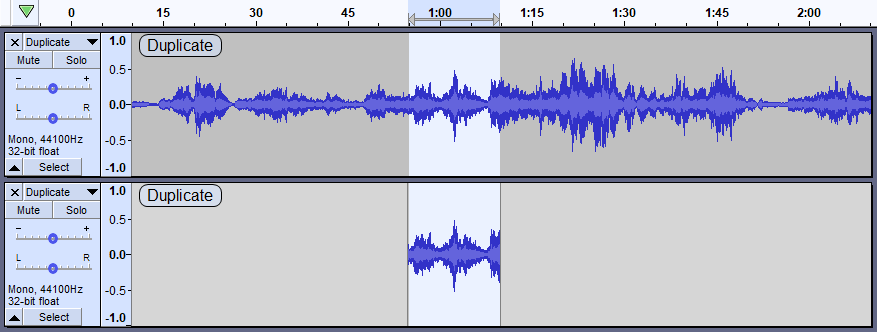 0 15 30 45 1:00 1:15 1:30 1:45 2:00
X Duplicate
Duplicate
Mute Solo
- +
L R
Mono, 44100Hz
32-bit float
Select
1.0
0.5
0.0
-0.5
-1.0
X Duplicate
Duplicate
Mute Solo
- +
L R
Mono, 44100Hz
32-bit float
Select
1.0
0.5
0.0
-0.5
-1.0